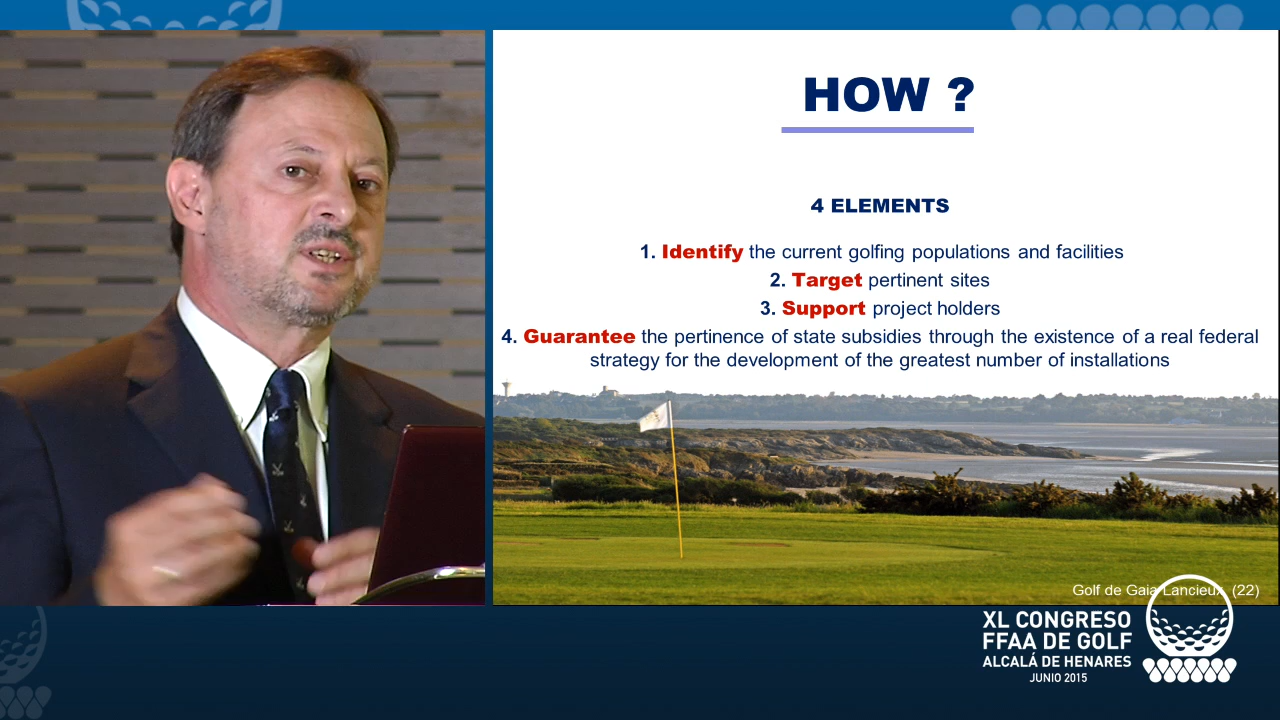 HOW ?
4 ELEMENTS
1. Identify the current golfing populations and facilities
2. Target pertinent sites
3. Support project holders
4. Guarantee the pertinence of state subsidies through the existence of a real federal
strategy for the development of the greatest number of installations
Golf de Gaia Lancieux (22)
XL CONGRESO
FFAA DE GOLF
ALCALÁ DE HENARES
JUNIO 2015